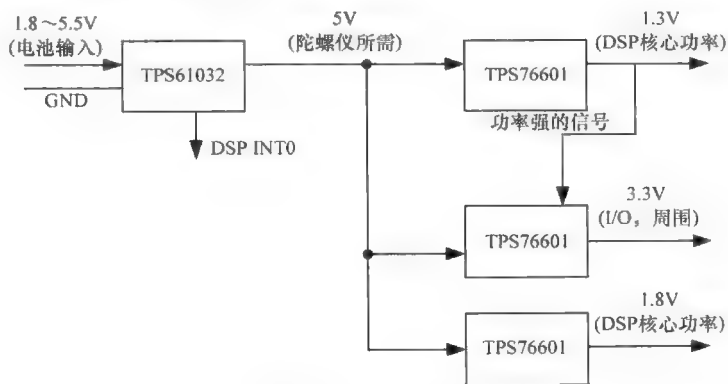 1.8～5.5V
(电池输入)
GND
TPS61032
DSP INT0
5V
(陀螺仪所需)
TPS76601
1.3V
(DSP核心功率)
功率强的信号
TPS76601
3.3V
(I/O，周围)
TPS76601
1.8V
(DSP核心功率)